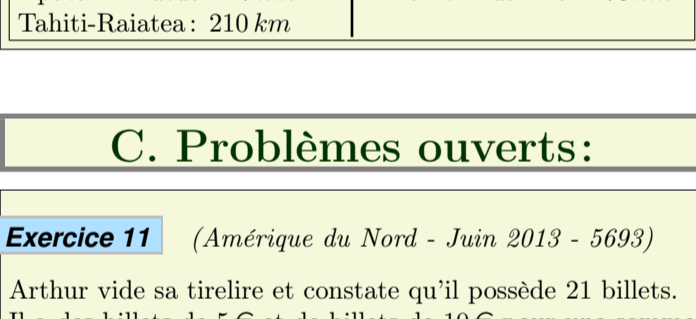 Tahiti-Raiatea : 210 km
C. Problèmes ouverts :
Exercice 11 (Amérique du Nord - Juin 2013 - 5693)
Arthur vide sa tirelire et constate qu'il possède 21 billets.